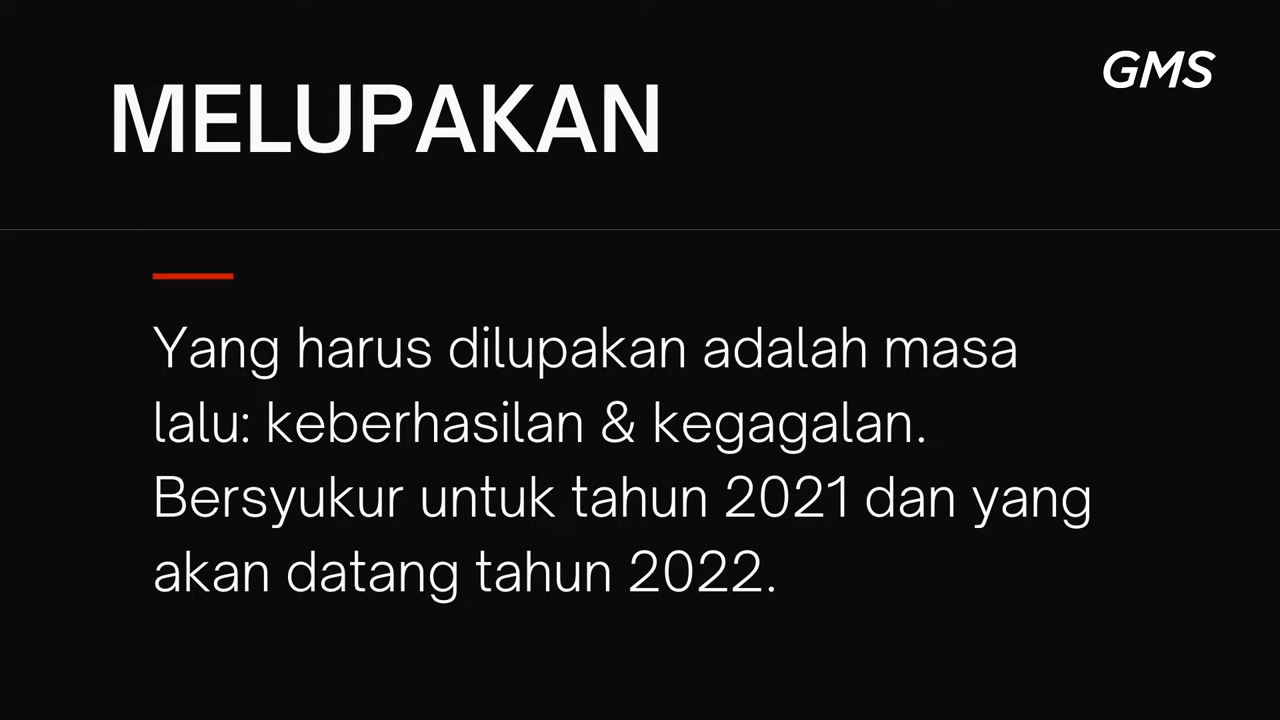 GMS
MELUPAKAN
Yang harus dilupakan adalah masa
lalu: keberhasilan & kegagalan.
Bersyukur untuk tahun 2021 dan yang
akan datang tahun 2022.